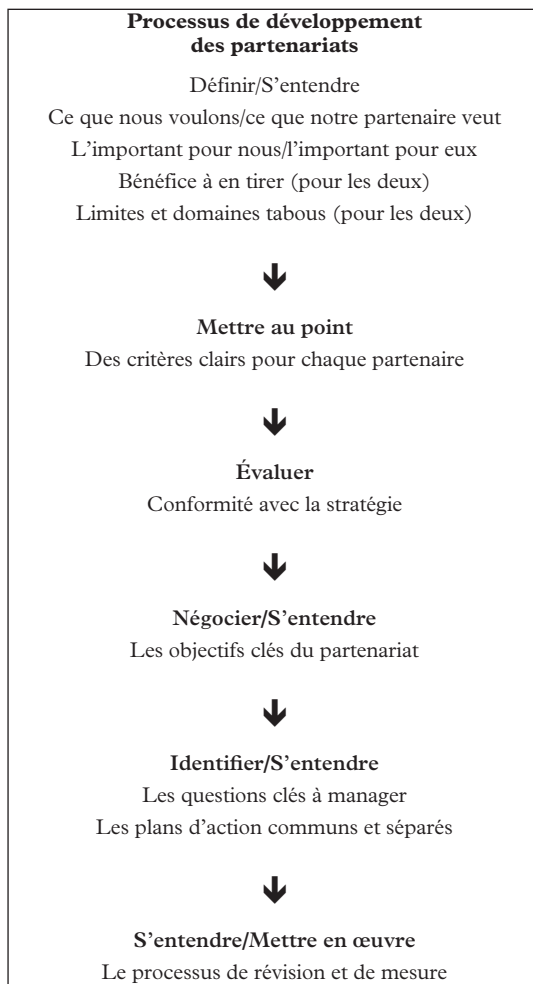 Processus de développement
des partenariats
Définir/S'entendre
Ce que nous voulons/ce que notre partenaire veut
L'important pour nous/l'important pour eux
Bénéfice à en tirer (pour les deux)
Limites et domaines tabous (pour les deux)
Mettre au point
Des critères clairs pour chaque partenaire
Évaluer
Conformité avec la stratégie
Négocier/S'entendre
Les objectifs clés du partenariat
Identifier/S'entendre
Les questions clés à manager
Les plans d'action communs et séparés
S'entendre/Mettre en œuvre
Le processus de révision et de mesure